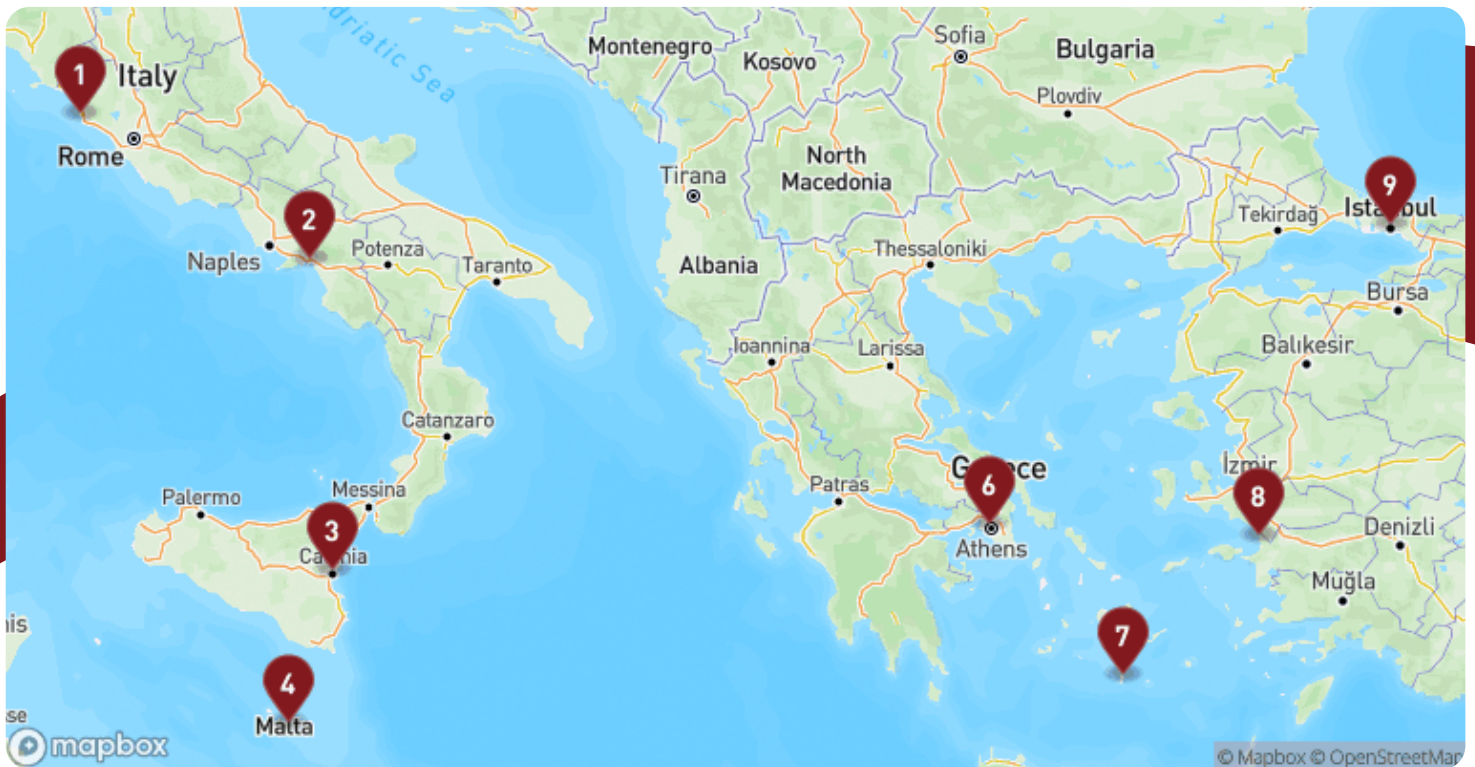 Adriatic Sea
Montenegro
Kosovo
Sofia
Bulgaria
1
Italy
Plovdiv
Rome
North
Macedonia
Tirana
9
Istanbul
Tekirdağ
2
Naples
Potenza
Taranto
Albania
Thessaloniki
Bursa
Ioannina
Larissa
Balıkesir
Catanzaro
Greece
İzmir
6
Patras
8
Palermo
Messina
3
Catania
Athens
Denizli
Muğla
nis
7
4
Malta
se
mapbox
© Mapbox © OpenStreetMap